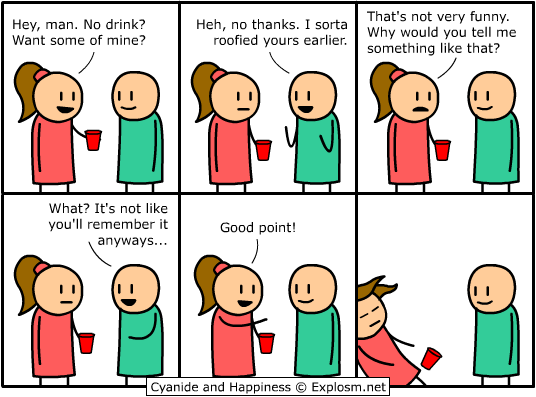 Hey, man. No drink?
Want some of mine?
Heh, no thanks. I sorta
roofied yours earlier.
That's not very funny.
Why would you tell me
something like that?
What? It's not like
you'll remember it
anyways...
Good point!
Cyanide and Happiness © Explosm.net